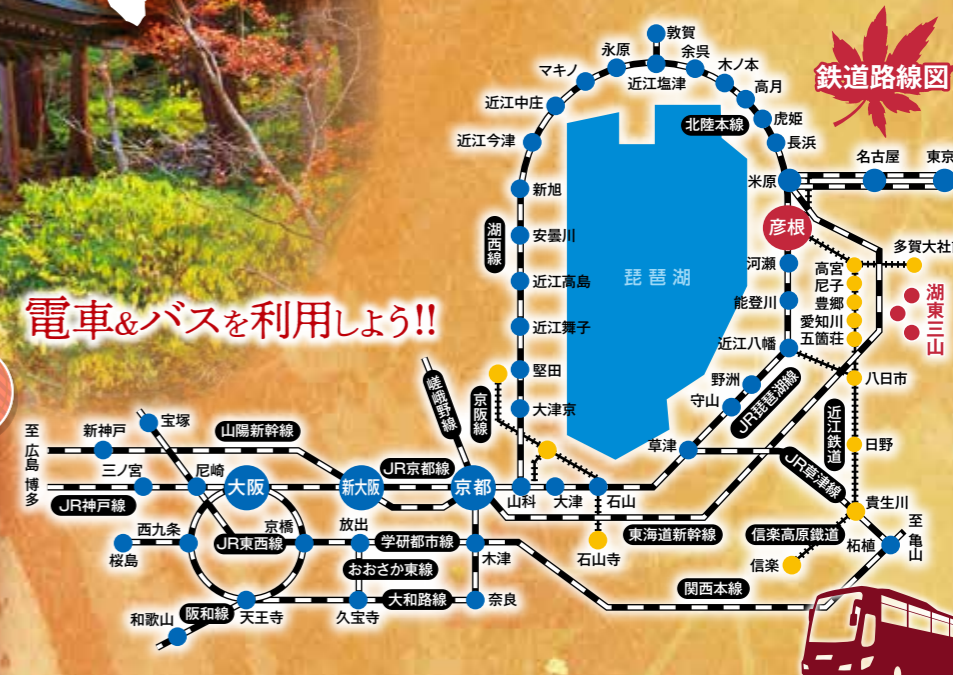 鉄道路線図
敦賀
永原
余呉
マキノ
近江塩津
木ノ本
近江中庄
高月
北陸本線
虎姫
近江今津
長浜
名古屋
東京
米原
新旭
湖西線
安曇川
彦根
多賀大社前
琵琶湖
河瀬
高宮
尼子
近江高島
能登川
豊郷
愛知川
五箇荘
湖東三山
電車&バスを利用しよう!!
近江舞子
近江八幡
堅田
野洲
八日市
嵯峨野線
京阪線
大津京
守山
JR琵琶湖線
近江鉄道
宝塚
至広島 博多
新神戸
山陽新幹線
草津
日野
三ノ宮
尼崎
大阪
新大阪
JR京都線
京都
山科
大津
石山
JR草津線
JR神戸線
貴生川
西九条
京橋
放出
東海道新幹線
信楽高原鐵道
至亀山
JR東西線
学研都市線
木津
石山寺
柘植
桜島
おおさか東線
信楽
関西本線
大和路線
奈良
和歌山
阪和線
天王寺
久宝寺